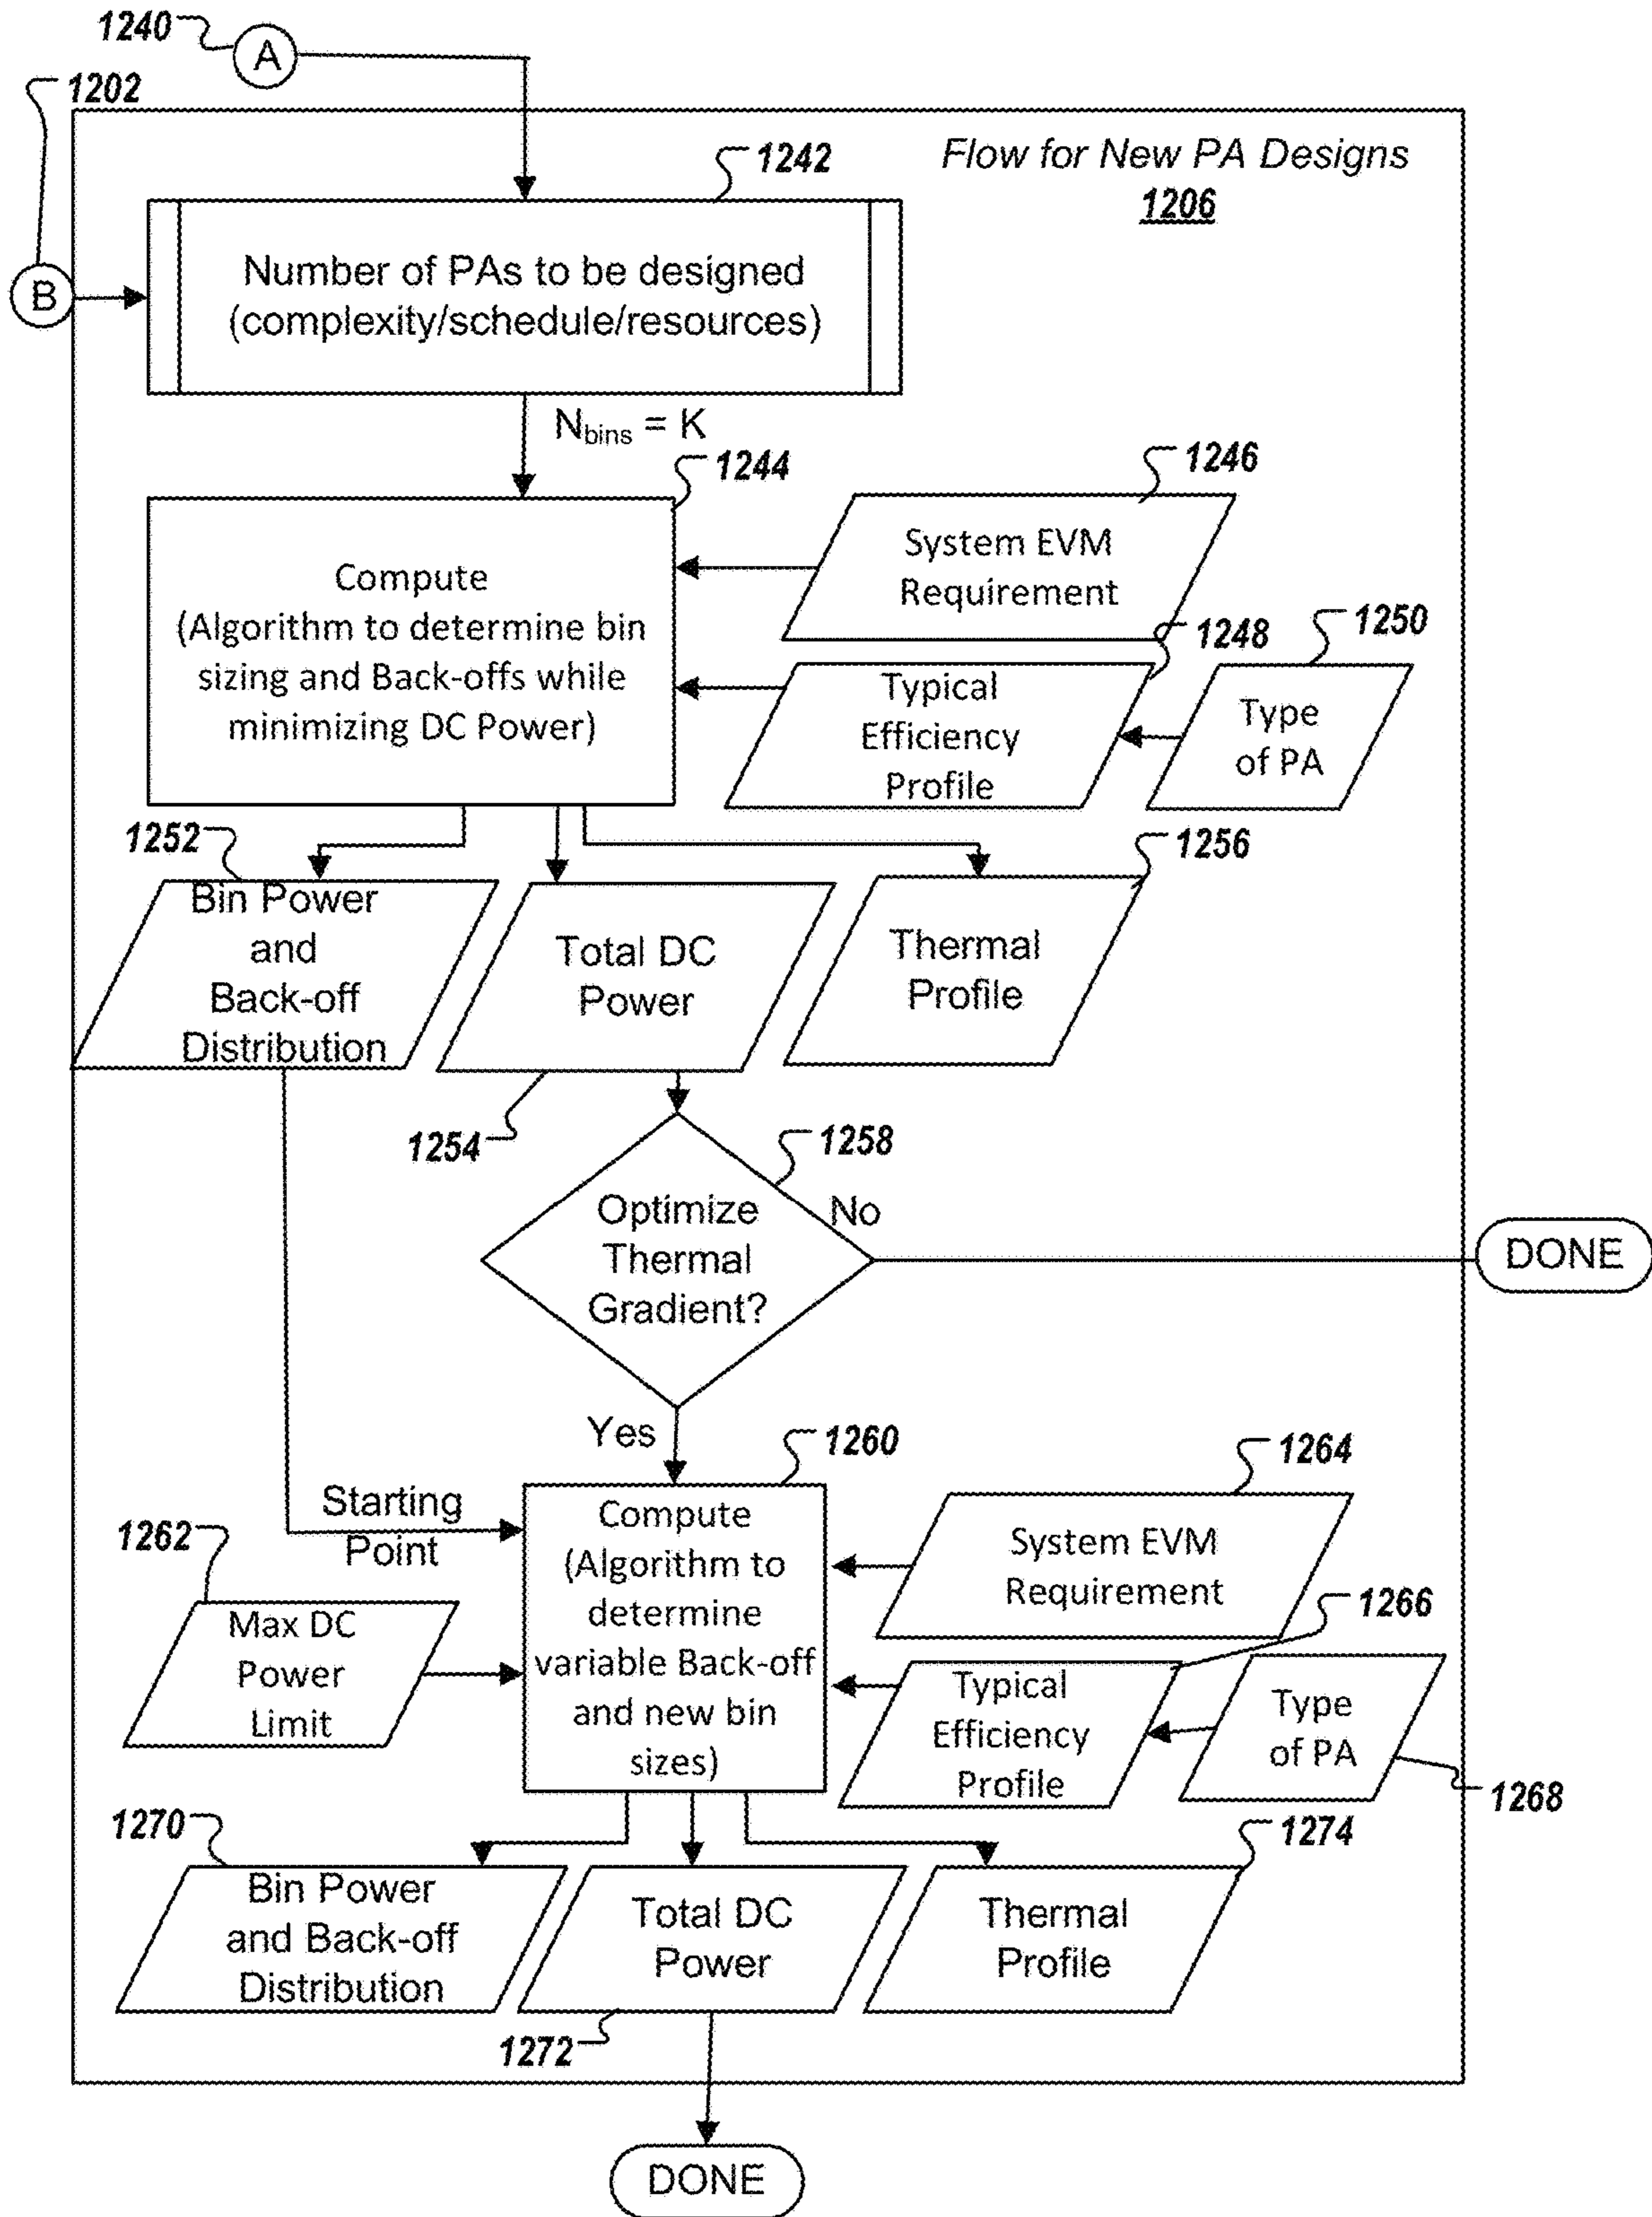 1240
A
1202
Flow for New PA Designs
1206
1242
B
Number of PAs to be designed
(complexity/schedule/resources)
Nbins = K
1244
1246
System EVM
Requirement
Compute
(Algorithm to determine bin
sizing and Back-offs while
minimizing DC Power)
1248
1250
Typical
Efficiency
Profile
Type
of PA
1252
1256
Bin Power
and
Back-off
Distribution
Total DC
Power
Thermal
Profile
1254
1258
Optimize
Thermal
Gradient?
No
DONE
Yes
1260
1264
Starting
Point
1262
Compute
(Algorithm to
determine
variable Back-off
and new bin
sizes)
System EVM
Requirement
1266
Max DC
Power
Limit
Typical
Efficiency
Profile
Type
of PA
1268
1270
1274
Bin Power
and Back-off
Distribution
Total DC
Power
Thermal
Profile
1272
DONE